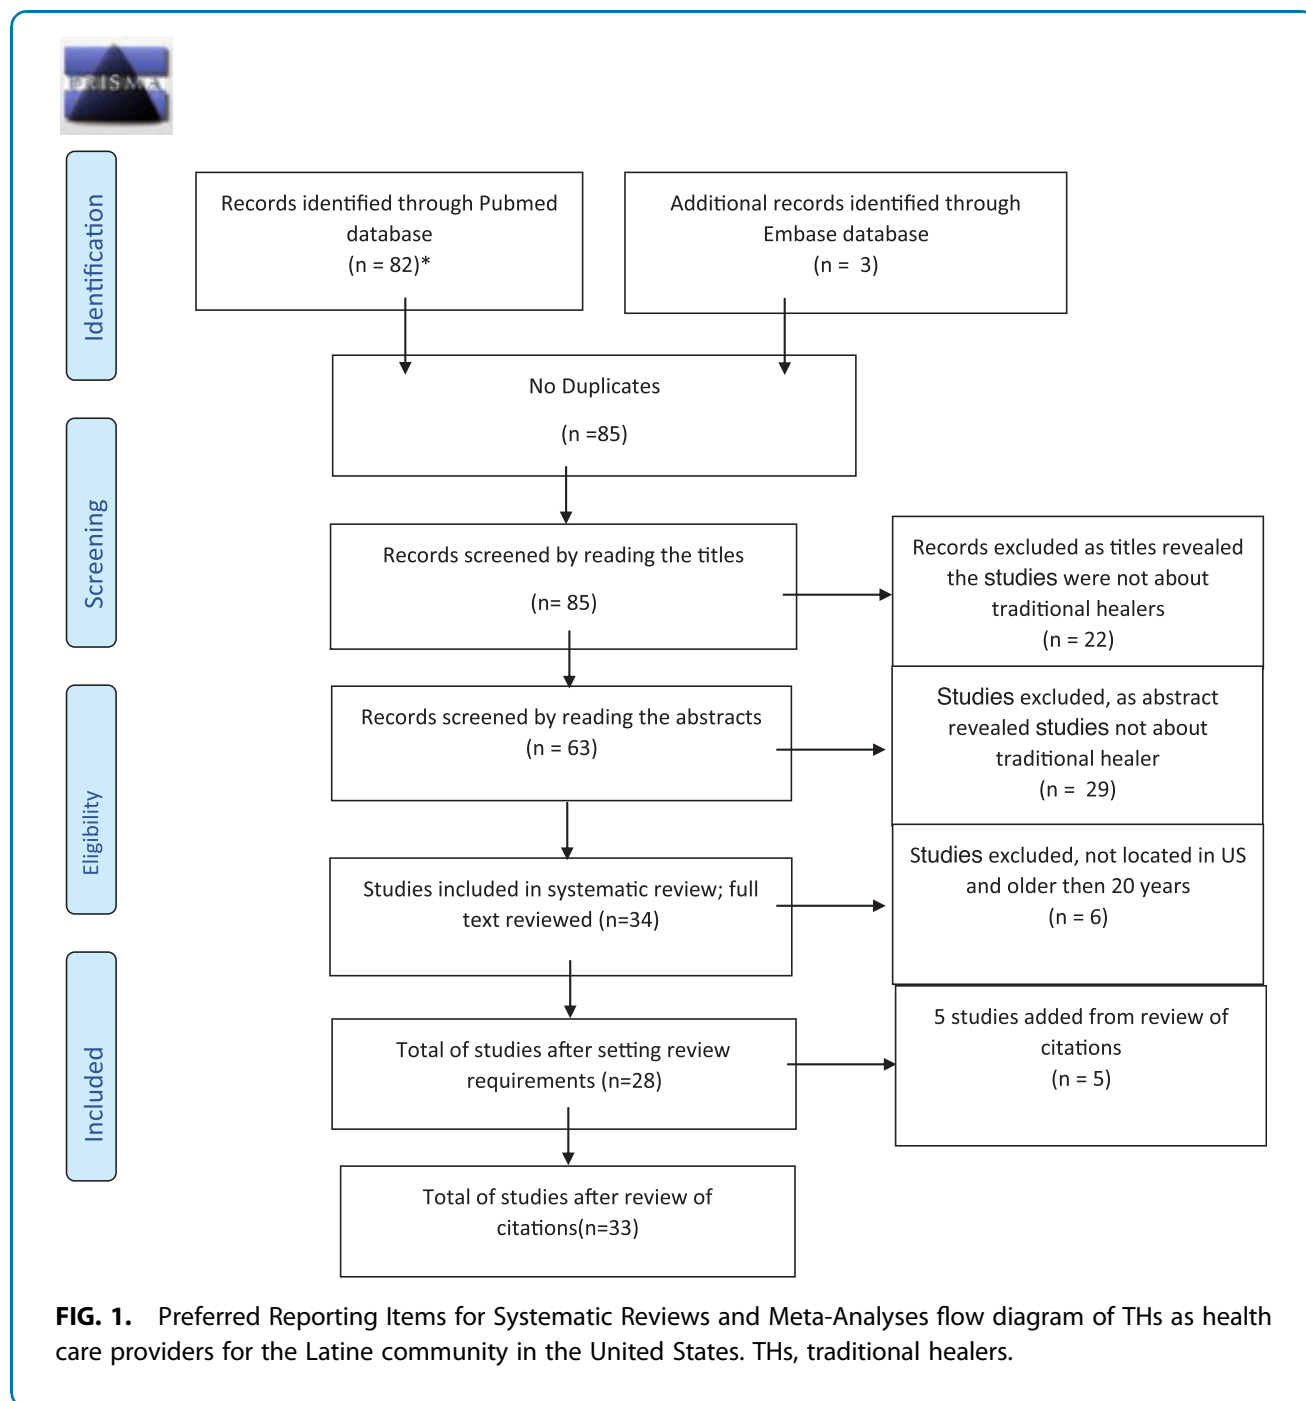 PRISMA
Identification
Records identified through Pubmed
database
(n = 82)*
Additional records identified through
Embase database
(n =  3)
No Duplicates
(n =85)
Screening
Records screened by reading the titles
(n= 85)
Records excluded as titles revealed
the studies were not about
traditional healers
(n = 22)
Eligibility
Records screened by reading the abstracts
(n = 63)
Studies excluded, as abstract
revealed studies not about
traditional healer
(n =  29)
Studies included in systematic review; full
text reviewed (n=34)
Studies excluded, not located in US
and older then 20 years
(n = 6)
Included
Total of studies after setting review
requirements (n=28)
5 studies added from review of
citations
(n = 5)
Total of studies after review of
citations(n=33)
FIG. 1. Preferred Reporting Items for Systematic Reviews and Meta-Analyses flow diagram of THs as health
care providers for the Latine community in the United States. THs, traditional healers.